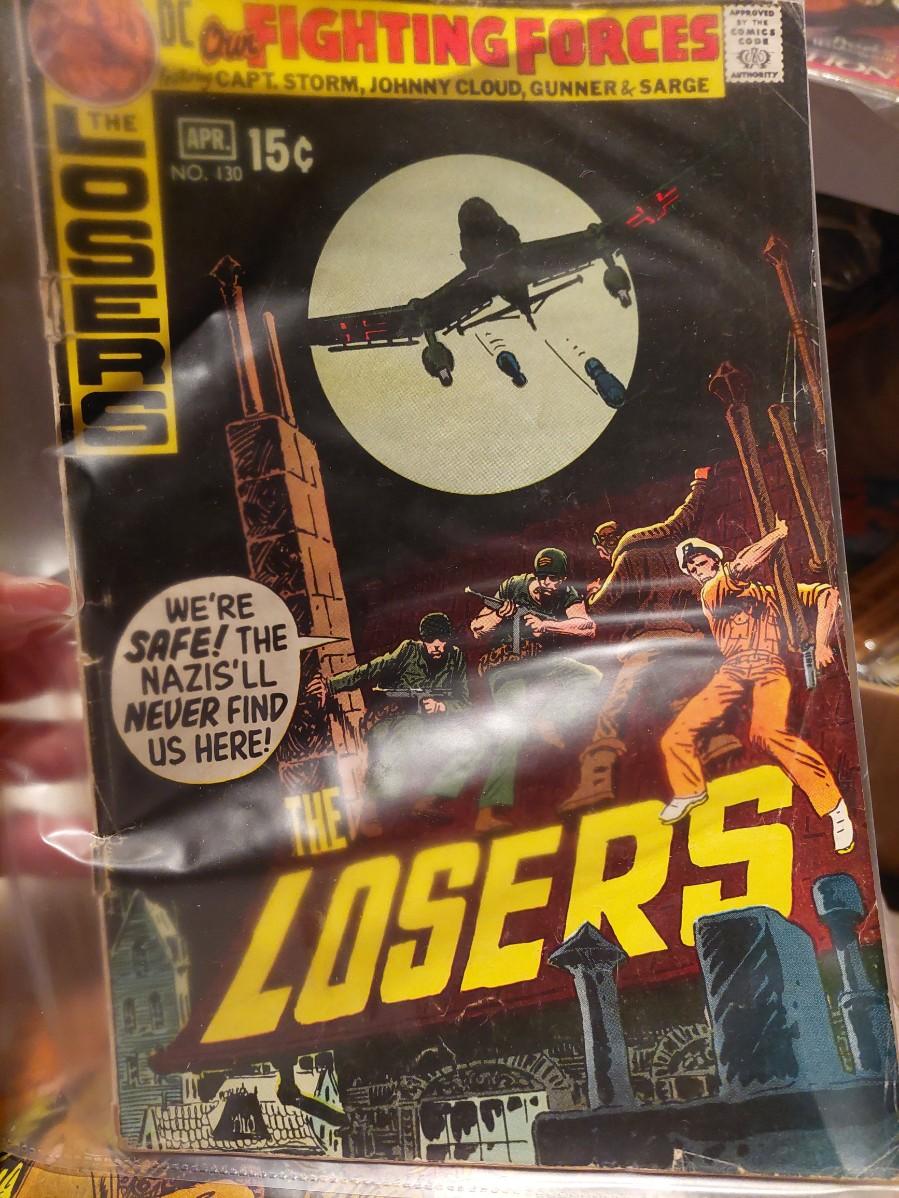 DC Our FIGHTING FORCES
CAPT. STORM, JOHNNY CLOUD, GUNNER & SARGE
APPROVED
BY THE
COMICS
CODE
AUTHORITY
THE
LOSERS
APR.
NO. 130
15¢
WE'RE
SAFE! THE
NAZIS'LL
NEVER FIND
US HERE!
THE
LOSERS